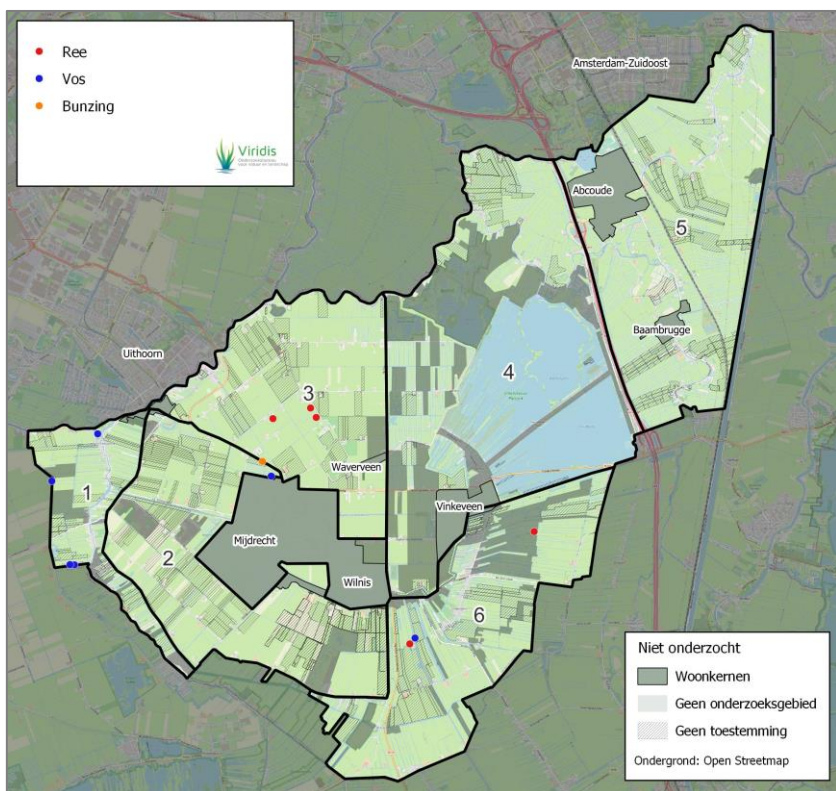 Ree
Vos
Bunzing
Viridis
Amsterdam-Zuidoost
Abcoude
5
Baambrugge
Uithoorn
4
3
Waverveen
1
Vinkeveen
Mijdrecht
2
Wilnis
6
Niet onderzocht
Woonkernen
Geen onderzoeksgebied
Geen toestemming
Ondergrond: Open Streetmap